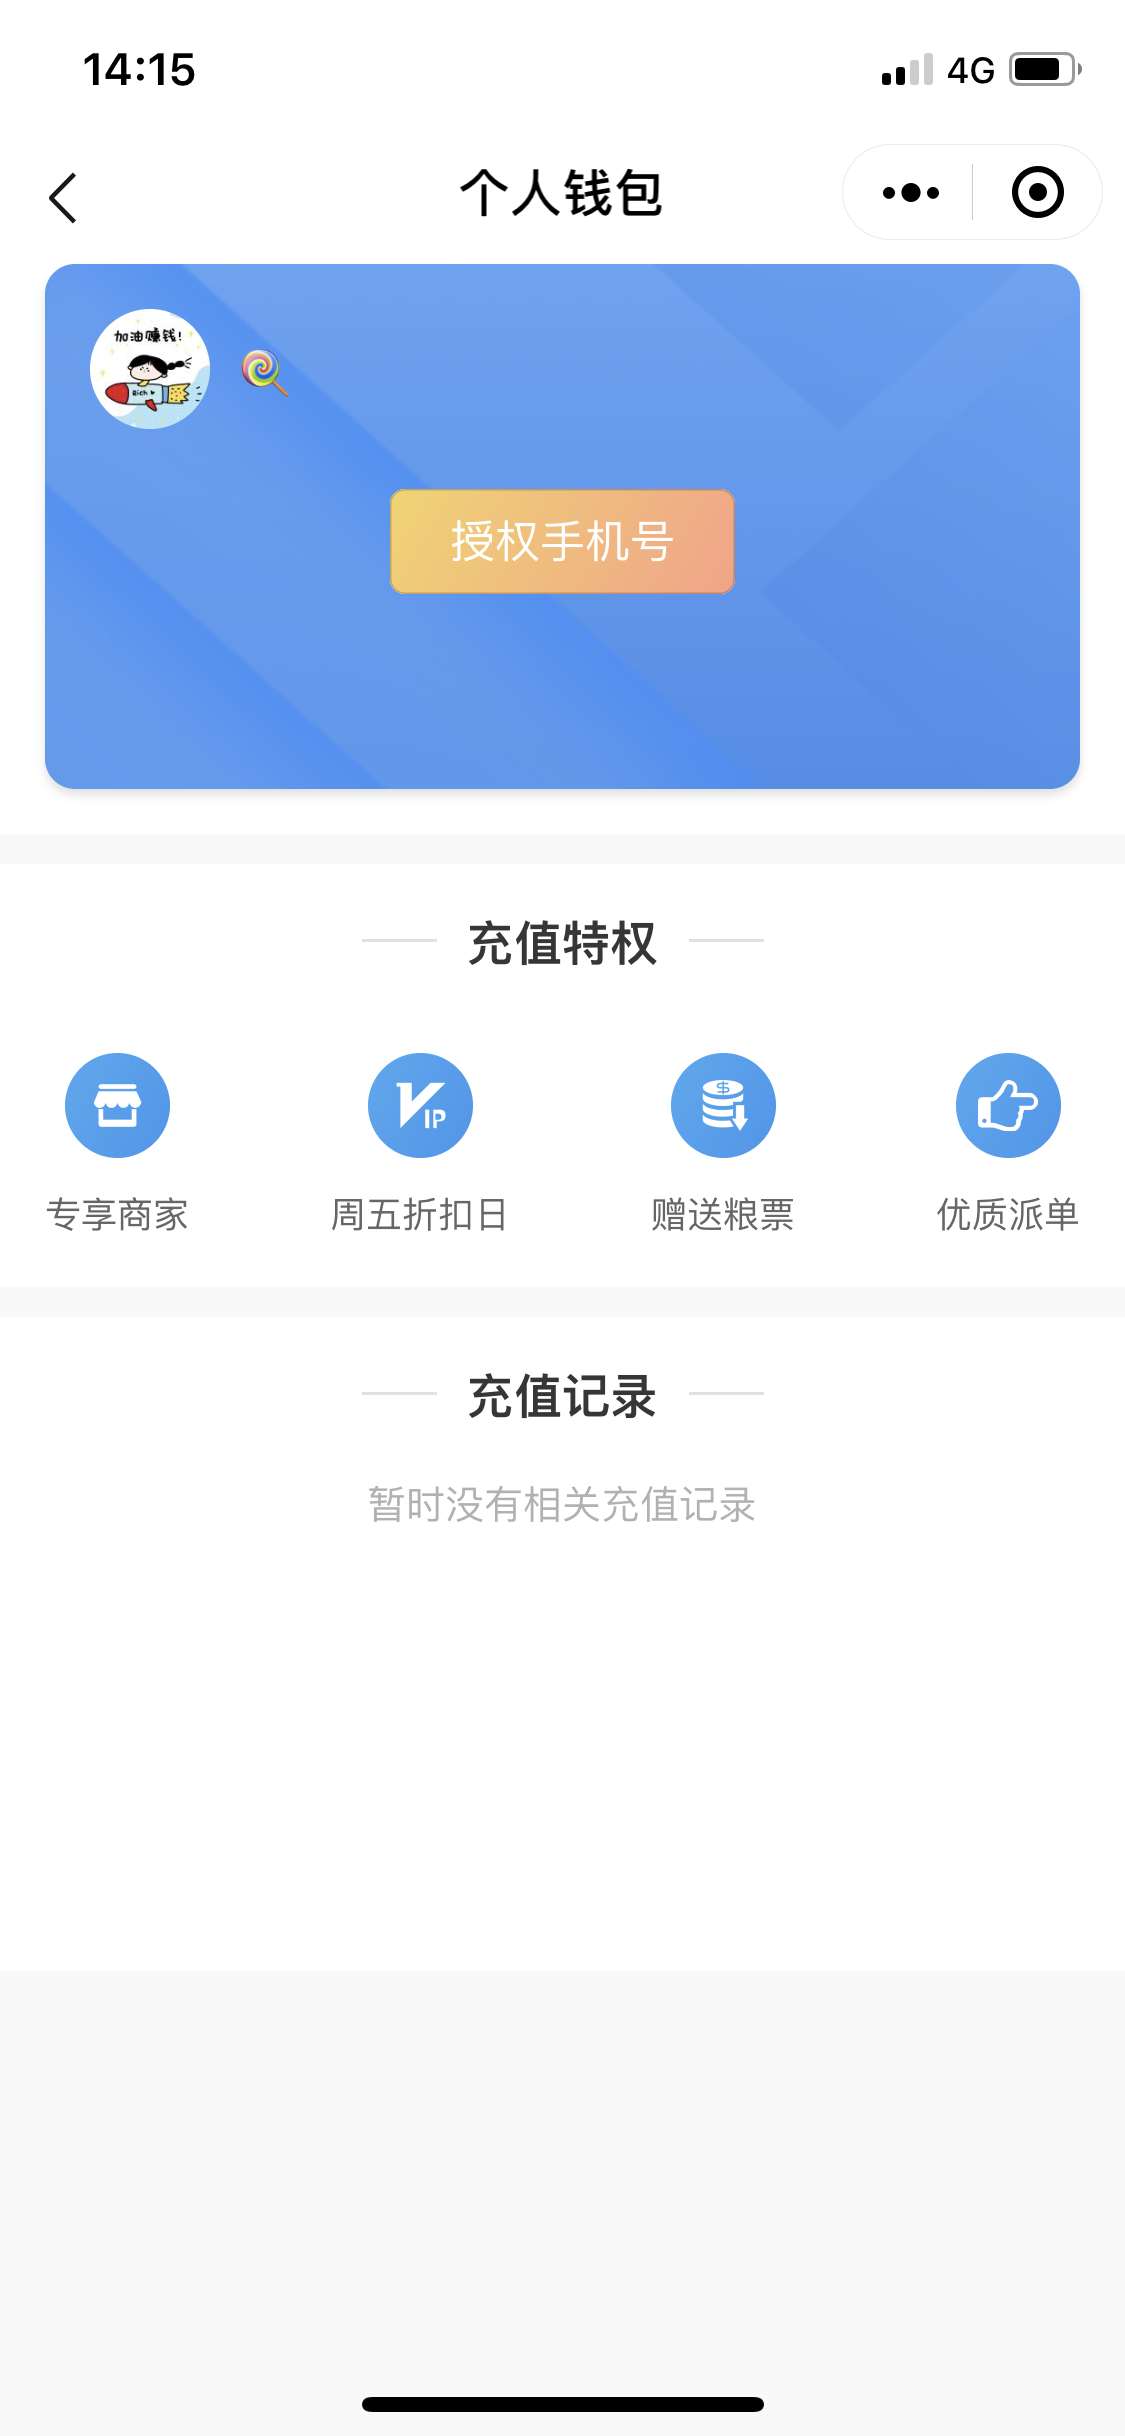 14:15
4G
个人钱包
加油赚钱!
Rich
授权手机号
充值特权
VIP
$
专享商家
周五折扣日
赠送粮票
优质派单
充值记录
暂时没有相关充值记录